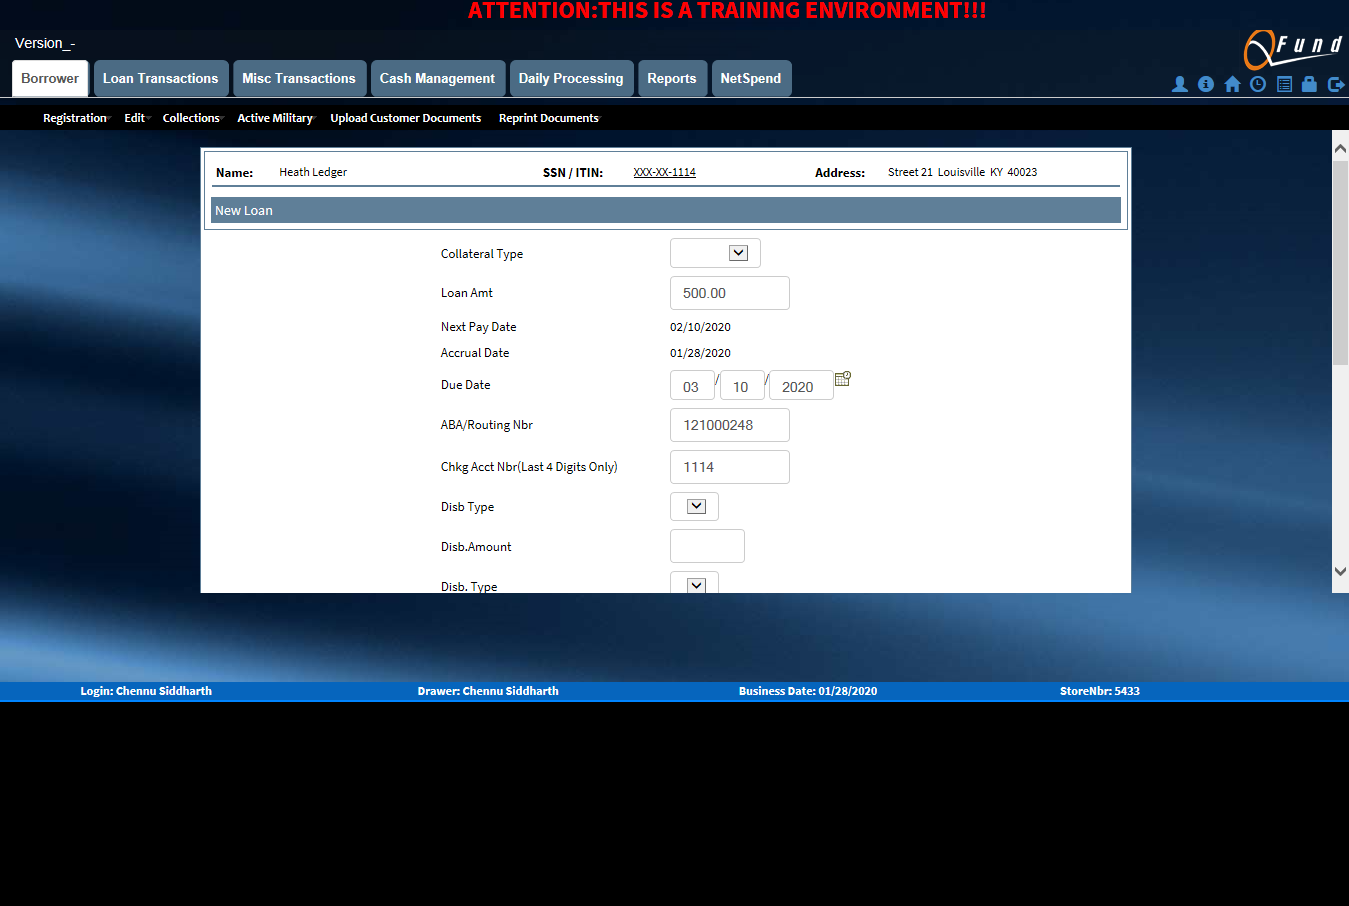 ATTENTION:THIS IS A TRAINING ENVIRONMENT!!!
Version_-
QFund
Borrower Loan Transactions Misc Transactions Cash Management Daily Processing Reports NetSpend
Registration Edit Collections Active Military Upload Customer Documents Reprint Documents
Name: Heath Ledger SSN / ITIN: XXX-XX-1114 Address: Street 21 Louisville KY 40023
New Loan
Collateral Type
Loan Amt 500.00
Next Pay Date 02/10/2020
Accrual Date 01/28/2020
Due Date 03 / 10 / 2020
ABA/Routing Nbr 121000248
Chkg Acct Nbr(Last 4 Digits Only) 1114
Disb Type
Disb.Amount
Disb. Type
Login: Chennu Siddharth Drawer: Chennu Siddharth Business Date: 01/28/2020 StoreNbr: 5433